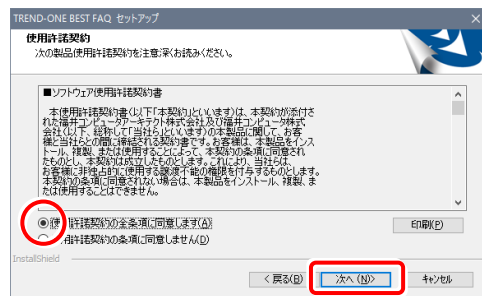 TREND-ONE BEST FAQ セットアップ
使用許諾契約
次の製品使用許諾契約を注意深くお読みください。
■ソフトウェア使用許諾契約書
本使用許諾契約書(以下「本契約」といいます)は、本契約が添付さ
れた福井コンピュータアーキテクト株式会社及び福井コンピュータ株式
会社(以下、総称して「当社ら」といいます)の本製品に関して、お客
様と当社らとの間に締結される契約書です。お客様は、本製品をインス
トール、複製、または使用することによって、本契約の条項に同意され
たものとし、本契約は成立したものとします。これにより、当社らは、
お客様に非独占的に使用する譲渡不能の権限を付与するものとします。
本契約の条項に同意されない場合は、本製品をインストール、複製、ま
たは使用することはできません。
使用許諾契約の全条項に同意します(A)
用許諾契約の条項に同意しません(D)
印刷(P)
InstallShield
< 戻る(B)
次へ(N)>
キャンセル